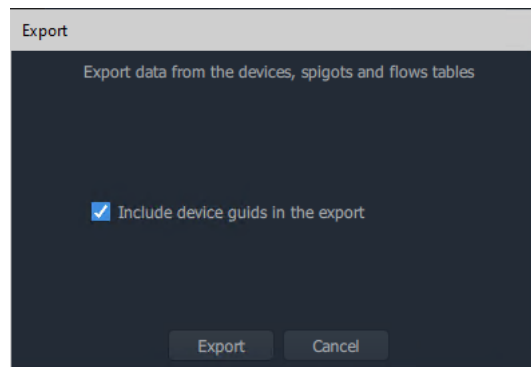 Export
Export data from the devices, spigots and flows tables
Include device guids in the export
Export Cancel